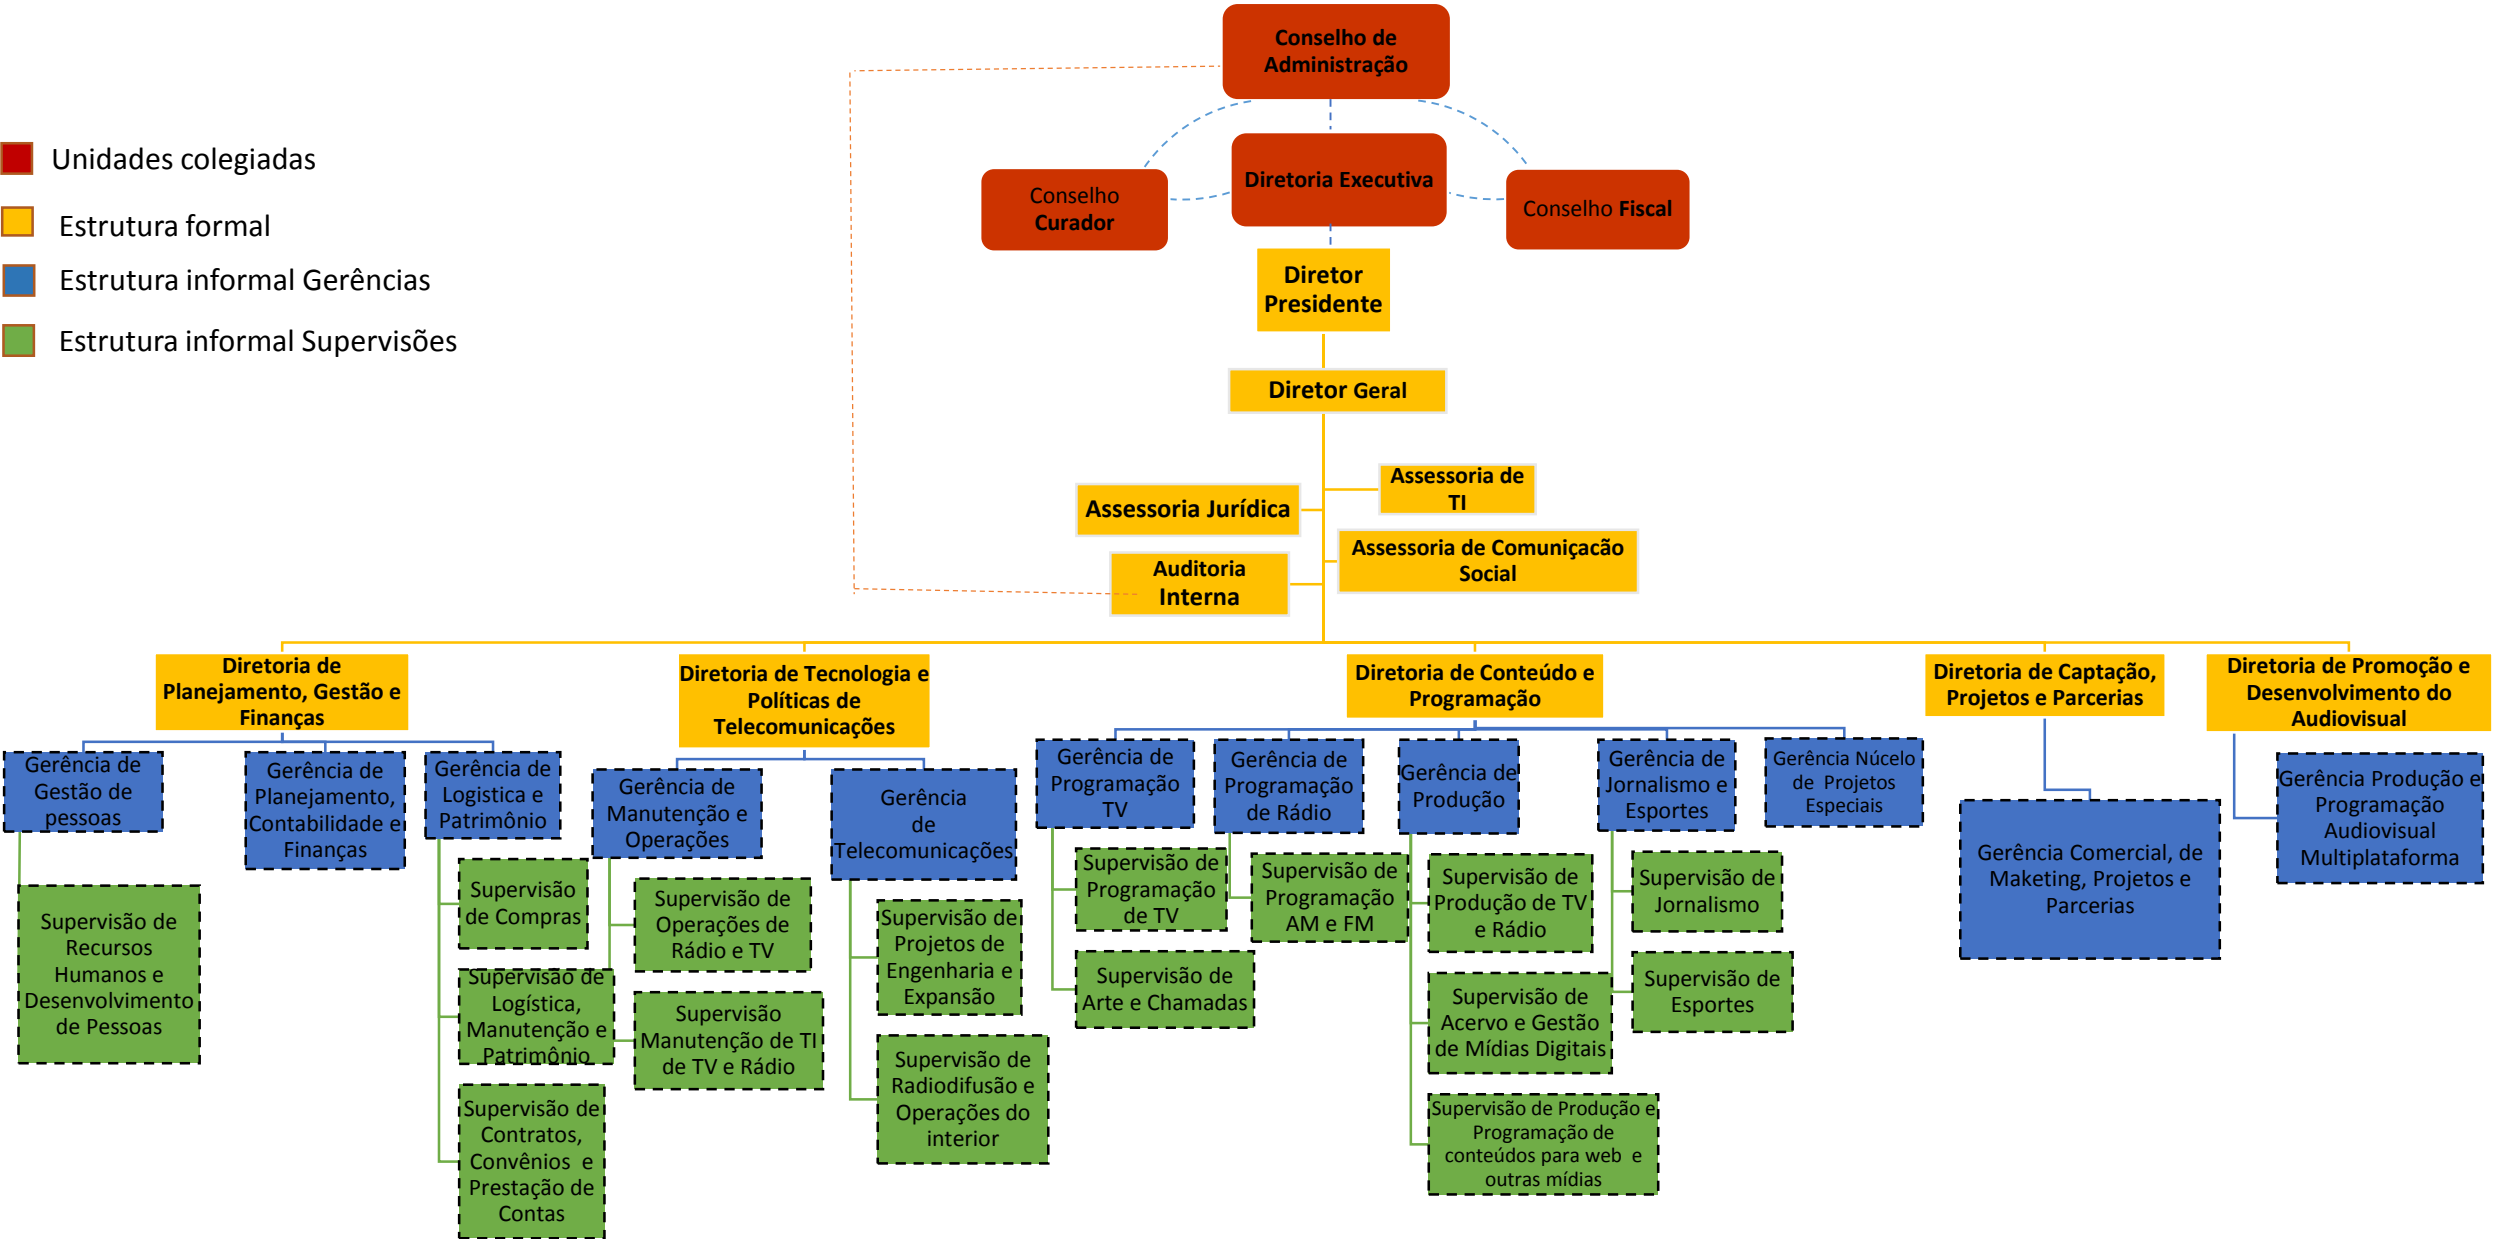 Conselho de
Administração
Unidades colegiadas
Estrutura formal
Estrutura informal Gerências
Estrutura informal Supervisões
Conselho
Curador
Diretoria Executiva
Conselho Fiscal
Diretor
Presidente
Diretor Geral
Assessoria de
TI
Assessoria Jurídica
Assessoria de Comuniçacão
Social
Auditoria
Interna
Diretoria de
Planejamento, Gestão e
Finanças
Diretoria de Tecnologia e
Políticas de
Telecomunicações
Diretoria de Conteúdo e
Programação
Diretoria de Captação,
Projetos e Parcerias
Diretoria de Promoção e
Desenvolvimento do
Audiovisual
Gerência de
Gestão de
pessoas
Gerência de
Planejamento,
Contabilidade e
Finanças
Gerência de
Logistica e
Patrimônio
Gerência de
Manutenção e
Operações
Gerência
de
Telecomunicações
Gerência de
Programação
TV
Gerência de
Programação
de Rádio
Gerência de
Produção
Gerência de
Jornalismo e
Esportes
Gerência Núcelo
de Projetos
Especiais
Gerência Comercial, de
Maketing, Projetos e
Parcerias
Gerência Produção e
Programação
Audiovisual
Multiplataforma
Supervisão de
Recursos
Humanos e
Desenvolvimento
de Pessoas
Supervisão
de Compras
Supervisão de
Logística,
Manutenção e
Patrimônio
Supervisão de
Contratos,
Convênios e
Prestação de
Contas
Supervisão de
Operações de
Rádio e TV
Supervisão
Manutenção de TI
de TV e Rádio
Supervisão de
Projetos de
Engenharia e
Expansão
Supervisão de
Radiodifusão e
Operações do
interior
Supervisão de
Programação
de TV
Supervisão de
Arte e Chamadas
Supervisão de
Programação
AM e FM
Supervisão de
Produção de TV
e Rádio
Supervisão de
Acervo e Gestão
de Mídias Digitais
Supervisão de Produção e
Programação de
conteúdos para web e
outras mídias
Supervisão de
Jornalismo
Supervisão de
Esportes